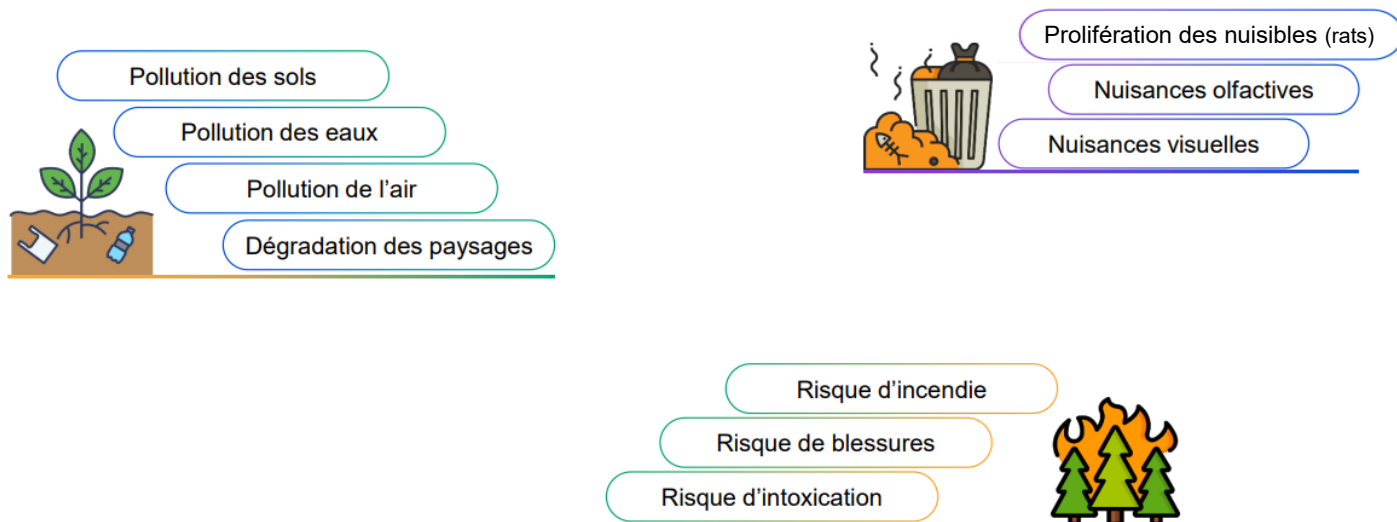 Pollution des sols
Pollution des eaux
Pollution de l’air
Dégradation des paysages
Prolifération des nuisibles (rats)
Nuisances olfactives
Nuisances visuelles
Risque d’incendie
Risque de blessures
Risque d’intoxication